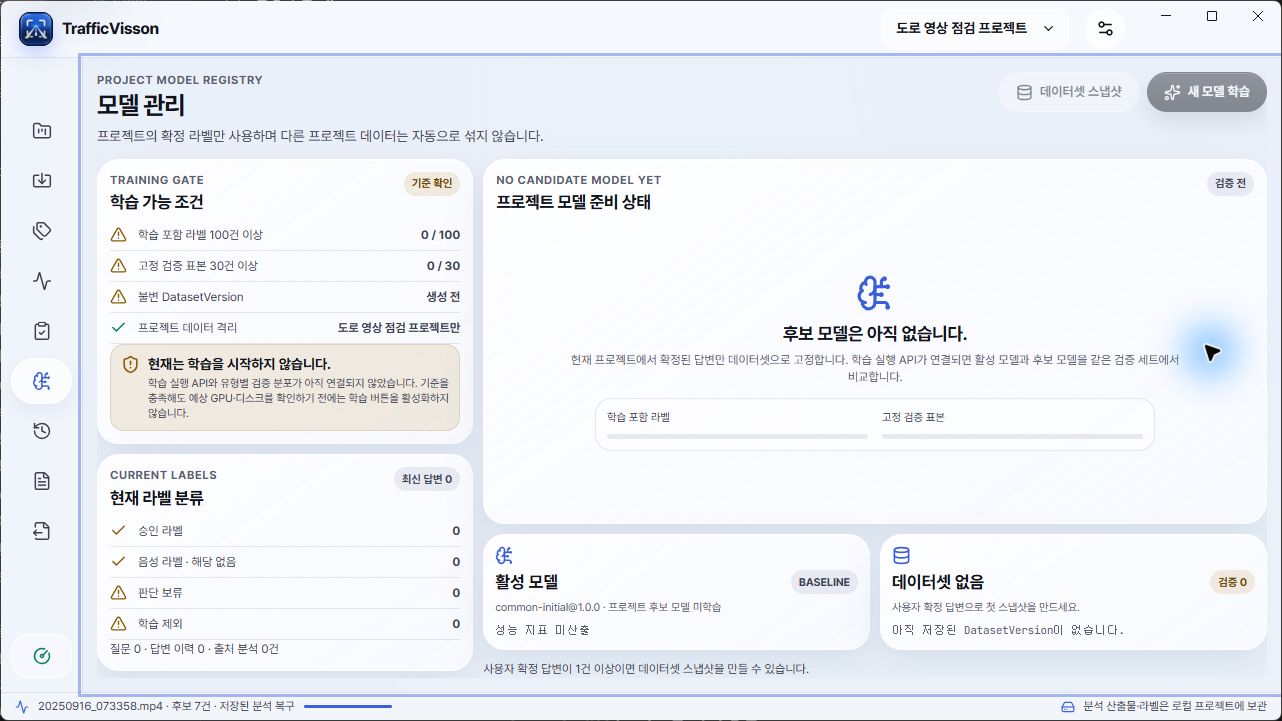 TrafficVisson
도로 영상 점검 프로젝트
PROJECT MODEL REGISTRY
모델 관리
프로젝트의 확정 라벨만 사용하며 다른 프로젝트 데이터는 자동으로 섞지 않습니다.
데이터셋 스냅샷
새 모델 학습
TRAINING GATE
학습 가능 조건
기준 확인
학습 포함 라벨 100건 이상
0 / 100
고정 검증 표본 30건 이상
0 / 30
불변 DatasetVersion
생성 전
프로젝트 데이터 격리
도로 영상 점검 프로젝트만
현재는 학습을 시작하지 않습니다.
학습 실행 API와 유형별 검증 분포가 아직 연결되지 않았습니다. 기준을
충족해도 예상 GPU·디스크를 확인하기 전에는 학습 버튼을 활성화하지
않습니다.
CURRENT LABELS
현재 라벨 분류
최신 답변 0
승인 라벨
0
음성 라벨 · 해당 없음
0
판단 보류
0
학습 제외
0
질문 0 · 답변 이력 0 · 출처 분석 0건
NO CANDIDATE MODEL YET
프로젝트 모델 준비 상태
검증 전
후보 모델은 아직 없습니다.
현재 프로젝트에서 확정된 답변만 데이터셋으로 고정합니다. 학습 실행 API가 연결되면 활성 모델과 후보 모델을 같은 검증 세트에서
비교합니다.
학습 포함 라벨
고정 검증 표본
활성 모델
BASELINE
common-initial@1.0.0 · 프로젝트 후보 모델 미학습
성능 지표 미산출
데이터셋 없음
검증 0
사용자 확정 답변으로 첫 스냅샷을 만드세요.
아직 저장된 DatasetVersion이 없습니다.
사용자 확정 답변이 1건 이상이면 데이터셋 스냅샷을 만들 수 있습니다.
20250916_073358.mp4 · 후보 7건 · 저장된 분석 복구
분석 산출물·라벨은 로컬 프로젝트에 보관